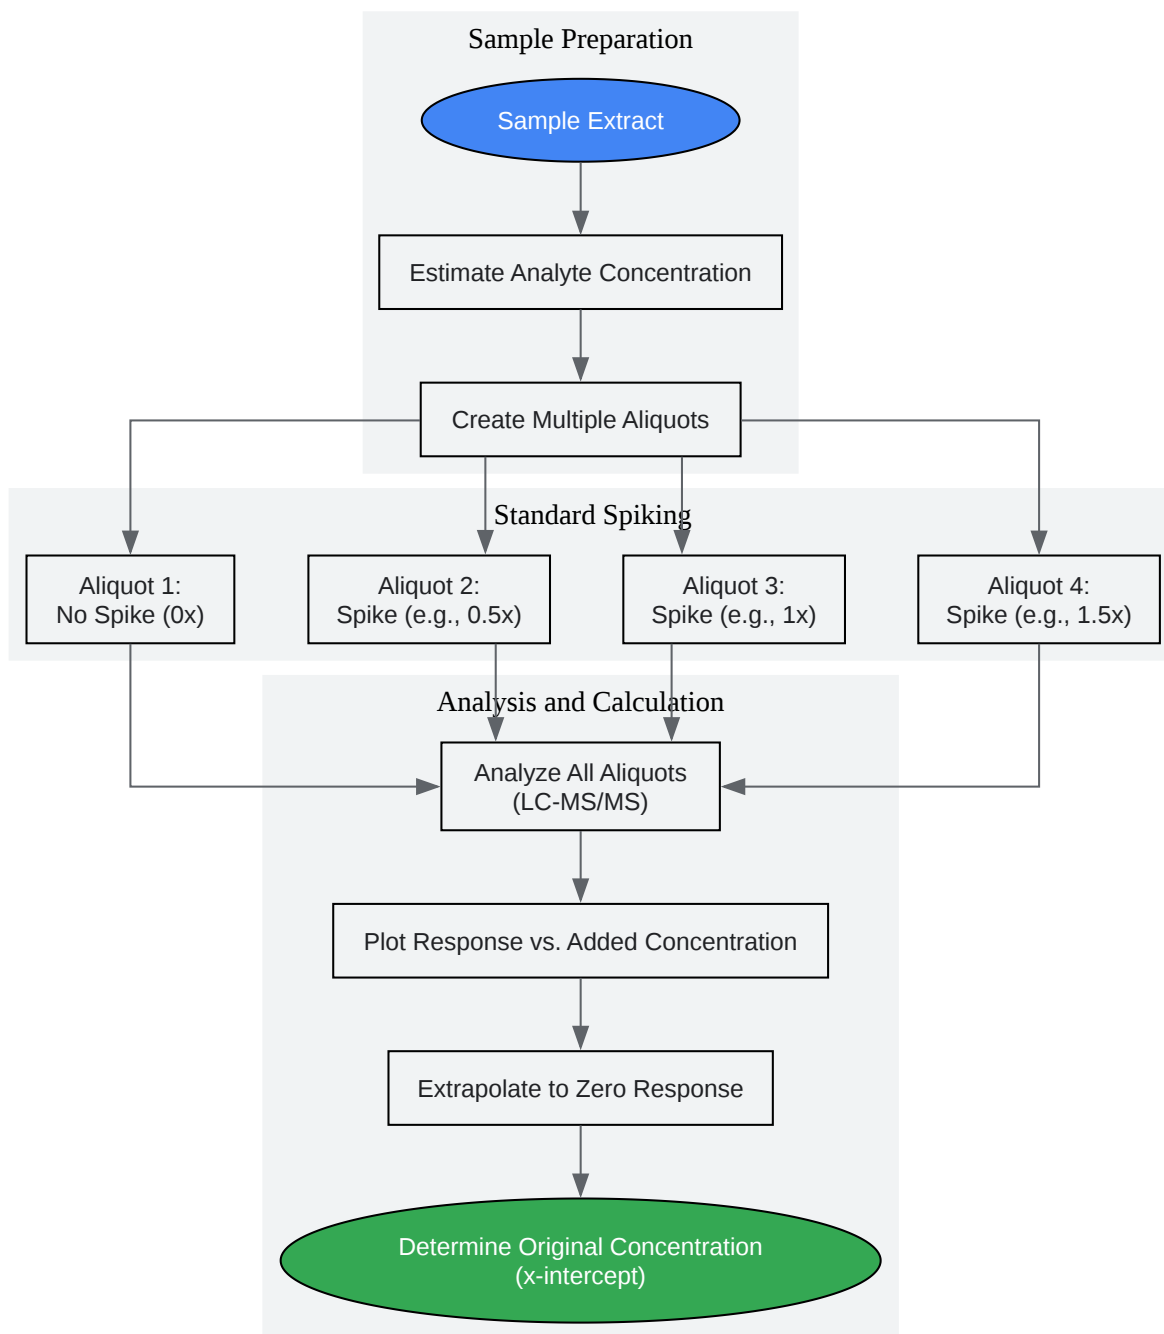 Sample Preparation
Sample Extract
Estimate Analyte Concentration
Create Multiple Aliquots
Standard Spiking
Aliquot 1:
No Spike (0x)
Aliquot 2:
Spike (e.g., 0.5x)
Aliquot 3:
Spike (e.g., 1x)
Aliquot 4:
Spike (e.g., 1.5x)
Analysis and Calculation
Analyze All Aliquots
(LC-MS/MS)
Plot Response vs. Added Concentration
Extrapolate to Zero Response
Determine Original Concentration
(x-intercept)